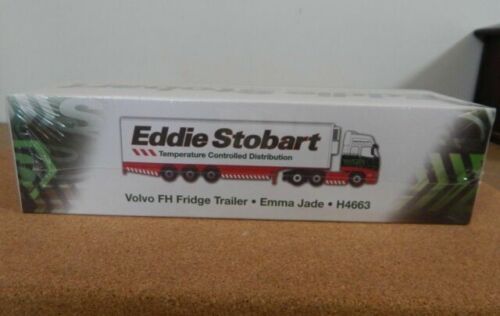 Eddie Stobart
Temperature Controlled Distribution
Volvo FH Fridge Trailer • Emma Jade • H4663